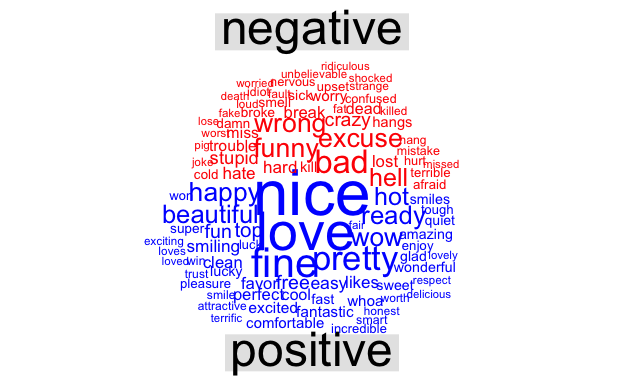 negative
ridiculous
unbelievable shocked
worried nervous upset strange
death idiot fault sick worry confused
loud smell fat dead killed
fake broke break crazy hangs
lose damn wrong excuse
worst miss hang
pig trouble funny bad mistake
joke stupid lost hurt missed
cold hate hard kill hell terrible
afraid
nice
won happy hot smiles
beautiful love ready tough
super fun top fair wow quiet
exciting smiling luck amazing
loves enjoy
loved win clean fine pretty glad lovely
trust lucky wonderful
pleasure favor free easy likes sweet respect
smile perfect cool fast whoa worth delicious
attractive excited fantastic honest
terrific comfortable smart
incredible
positive